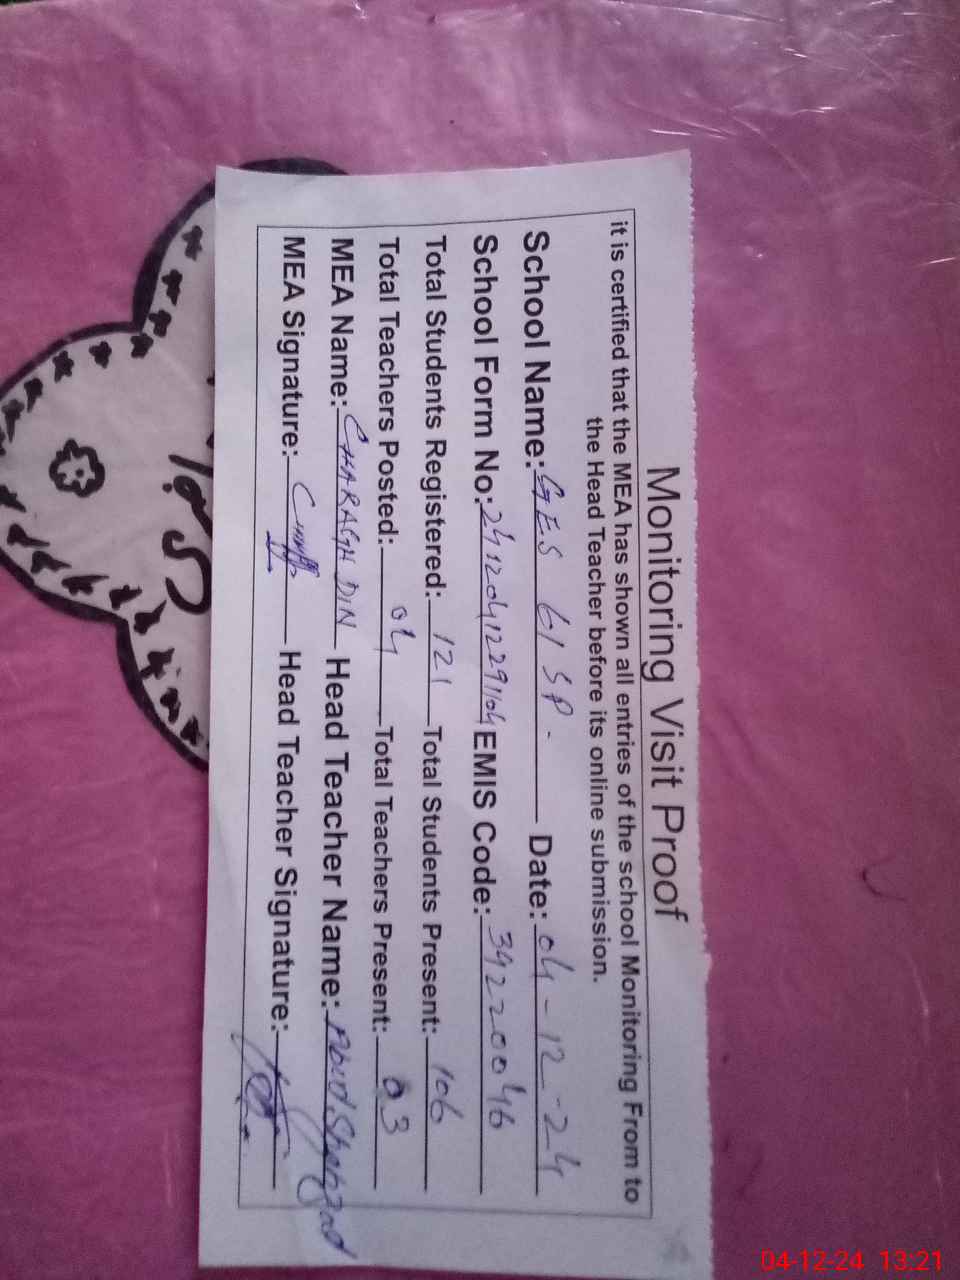 Monitoring Visit Proof
it is certified that the MEA has shown all entries of the school Monitoring From to
the Head Teacher before its online submission.
School Name: GES 61 SP. Date: 04-12-24
School Form No: EMIS Code: 39220046
Total Students Registered: 121 Total Students Present: 106
Total Teachers Posted: 04 Total Teachers Present: 03
MEA Name: CHARAGH DIN Head Teacher Name: Abid Shahzad
MEA Signature: Head Teacher Signature:
04-12-24 13:21